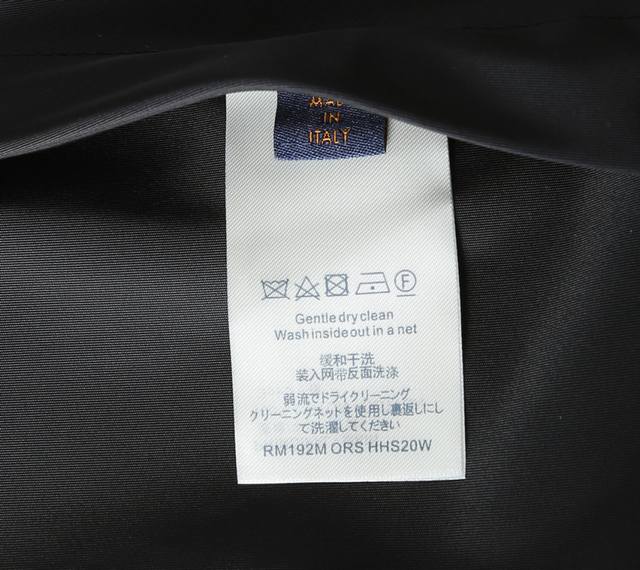 MADE
IN
ITALY
F
Gentle dry clean
Wash inside out in a net
缓和干洗
装入网带反面洗涤
弱流でドライクリーニング
クリーニングネットを使用し裏返しにし
て洗濯してください
RM192M ORS HHS20W